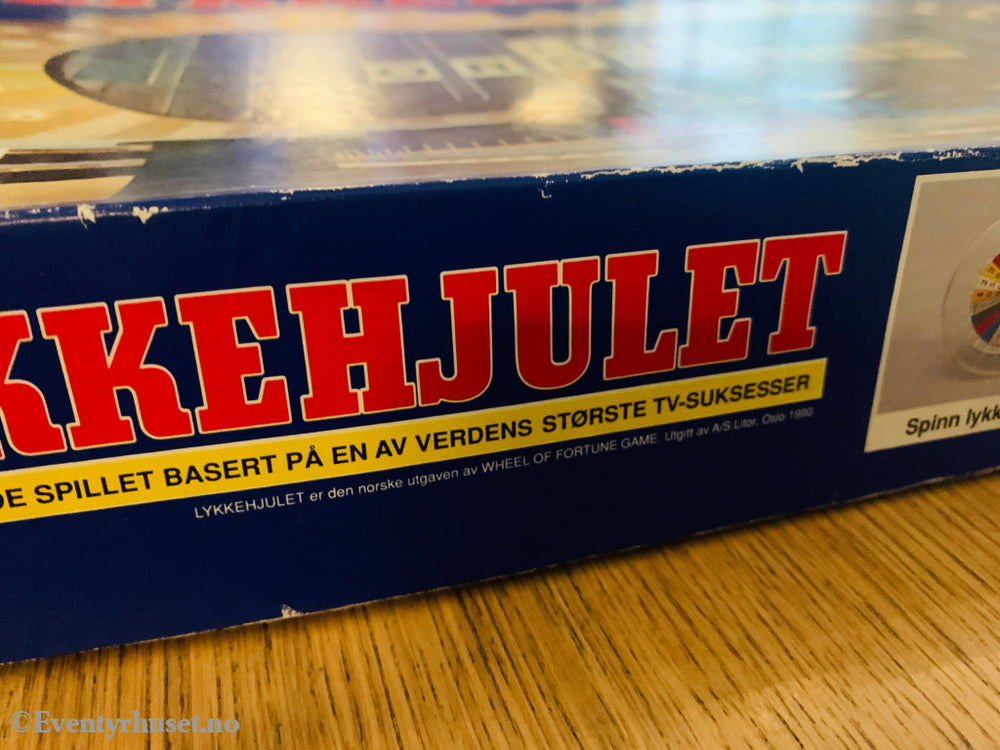 KKEHJULET
DE SPILLET BASERT PÅ EN AV VERDENS STØRSTE TV-SUKSESSER
LYKKEHJULET er den norske utgaven av WHEEL OF FORTUNE GAME. Utgitt av A/S Litor, Oslo 1990.
Spinn lykk
©Eventyrhuset.no